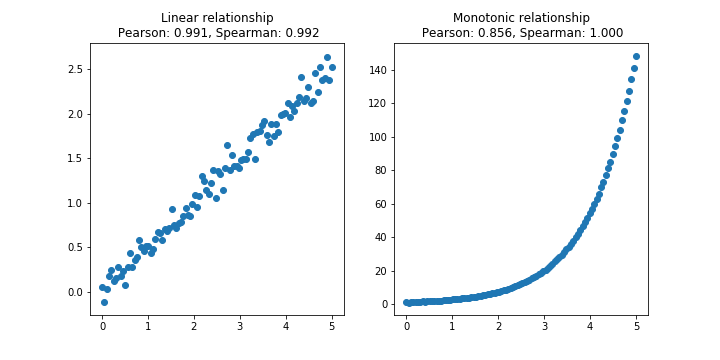 Linear relationship
Pearson: 0.991, Spearman: 0.992
2.5
2.0
1.5
1.0
0.5
0.0
0 1 2 3 4 5
Monotonic relationship
Pearson: 0.856, Spearman: 1.000
140
120
100
80
60
40
20
0
0 1 2 3 4 5